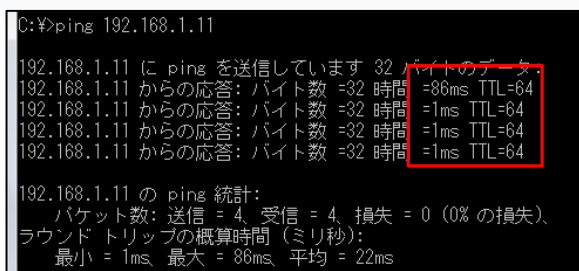 C:¥>ping 192.168.1.11
192.168.1.11 に ping を送信しています 32 バイトのデータ:
192.168.1.11 からの応答: バイト数 =32 時間 =86ms TTL=64
192.168.1.11 からの応答: バイト数 =32 時間 =1ms TTL=64
192.168.1.11 からの応答: バイト数 =32 時間 =1ms TTL=64
192.168.1.11 からの応答: バイト数 =32 時間 =1ms TTL=64
192.168.1.11 の ping 統計:
パケット数: 送信 = 4、受信 = 4、損失 = 0 (0% の損失)、
ラウンド トリップの概算時間 (ミリ秒):
最小 = 1ms、最大 = 86ms、平均 = 22ms